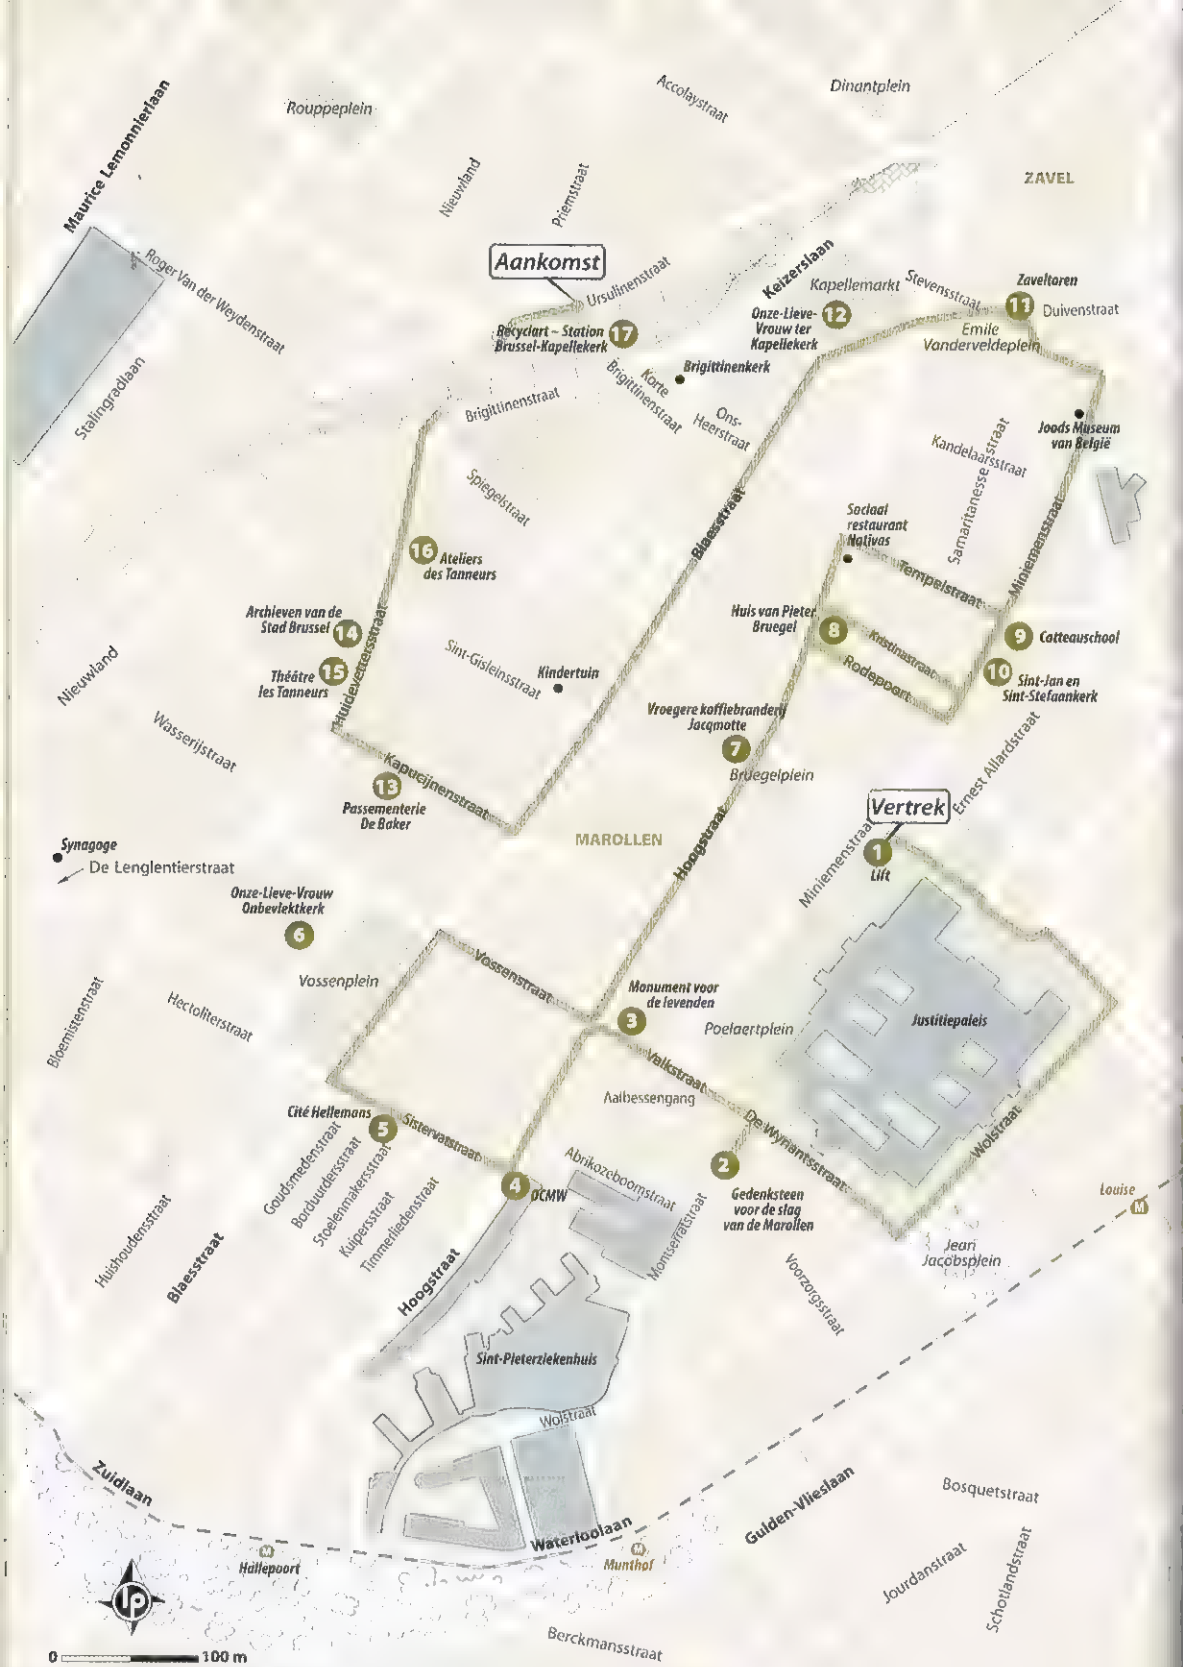 Dinantplein
Accolaystraat
Rouppeplein
Maurice Lemonnierlaan
Nieuwland
Priemstraat
ZAVEL
Roger Van der Weydenstraat
Aankomst
Ursulinenstraat
Keizerslaan
Kapellemarkt
Stevensstraat
Zaveltoren
11
Duivenstraat
Onze-Lieve-
Vrouw ter
Kapellekerk
12
Emile
Vanderveldeplein
Recyclart – Station
Brussel-Kapellekerk
17
Stalingradlaan
Brigittinenkerk
Korte
Brigittinenstraat
Brigittinenstraat
Ons-
Heerstraat
Joods Museum
van België
Kandelaarsstraat
Samaritanessestraat
Spiegelstraat
Blaesstraat
Miniemenstraat
Sociaal
restaurant
Nativas
16
Ateliers
des Tanneurs
Tempelstraat
Archieven van de
Stad Brussel
14
Huis van Pieter
Bruegel
8
Kristinastraat
9
Catteauschool
Rodepoort
Théâtre
les Tanneurs
15
Huidevettersstraat
Sint-Gisleinsstraat
Kindertuin
10
Sint-Jan en
Sint-Stefaankerk
Nieuwland
Wasserijstraat
Vroegere koffiebranderij
Jacqmotte
7
Bruegelplein
Kapucijnenstraat
13
Passementerie
De Baker
Ernest Allardstraat
Vertrek
MAROLLEN
Hoogstraat
Miniemenstraat
1
Lift
Synagoge
De Lenglentierstraat
Onze-Lieve-Vrouw
Onbevlektkerk
6
Vossenplein
Vossenstraat
Monument voor
de levenden
3
Poelaertplein
Justitiepaleis
Bloemistenstraat
Hectoliterstraat
Valkstraat
Aalbessengang
Cité Hellemans
5
Sistervatstraat
De Wynantsstraat
Wolstraat
Goudsmedenstraat
Borduurdersstraat
Stoelenmakersstraat
Kuipersstraat
Timmerliedenstraat
4
OCMW
Abrikozeboomstraat
2
Gedenksteen
voor de slag
van de Marollen
Louise
M
Huishoudensstraat
Blaesstraat
Hoogstraat
Montserratstraat
Voorzorgsstraat
Jean
Jacobsplein
Sint-Pieterziekenhuis
Wolstraat
Zuidlaan
Waterloolaan
Gulden-Vlieslaan
Bosquetstraat
M
Hallepoort
M
Munthof
Jourdanstraat
Schotlandstraat
lp
Berckmansstraat
0 100 m